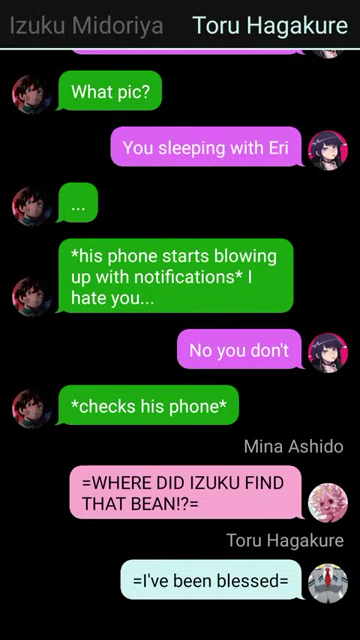 Izuku Midoriya Toru Hagakure
What pic?
You sleeping with Eri
...
*his phone starts blowing
up with notifications* I
hate you...
No you don't
*checks his phone*
Mina Ashido
=WHERE DID IZUKU FIND
THAT BEAN!?=
Toru Hagakure
=I've been blessed=